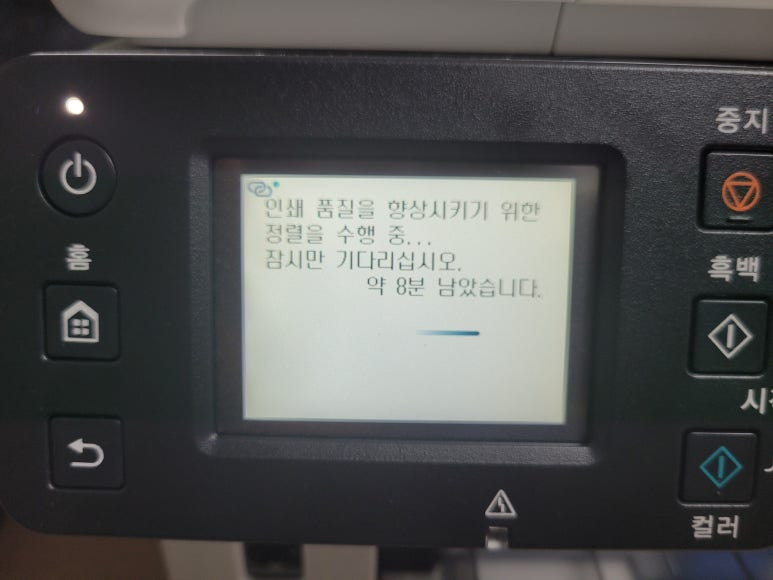 중지
인쇄 품질을 향상시키기 위한
정렬을 수행 중...
잠시만 기다리십시오.
약 8분 남았습니다.
홈
흑백
컬러